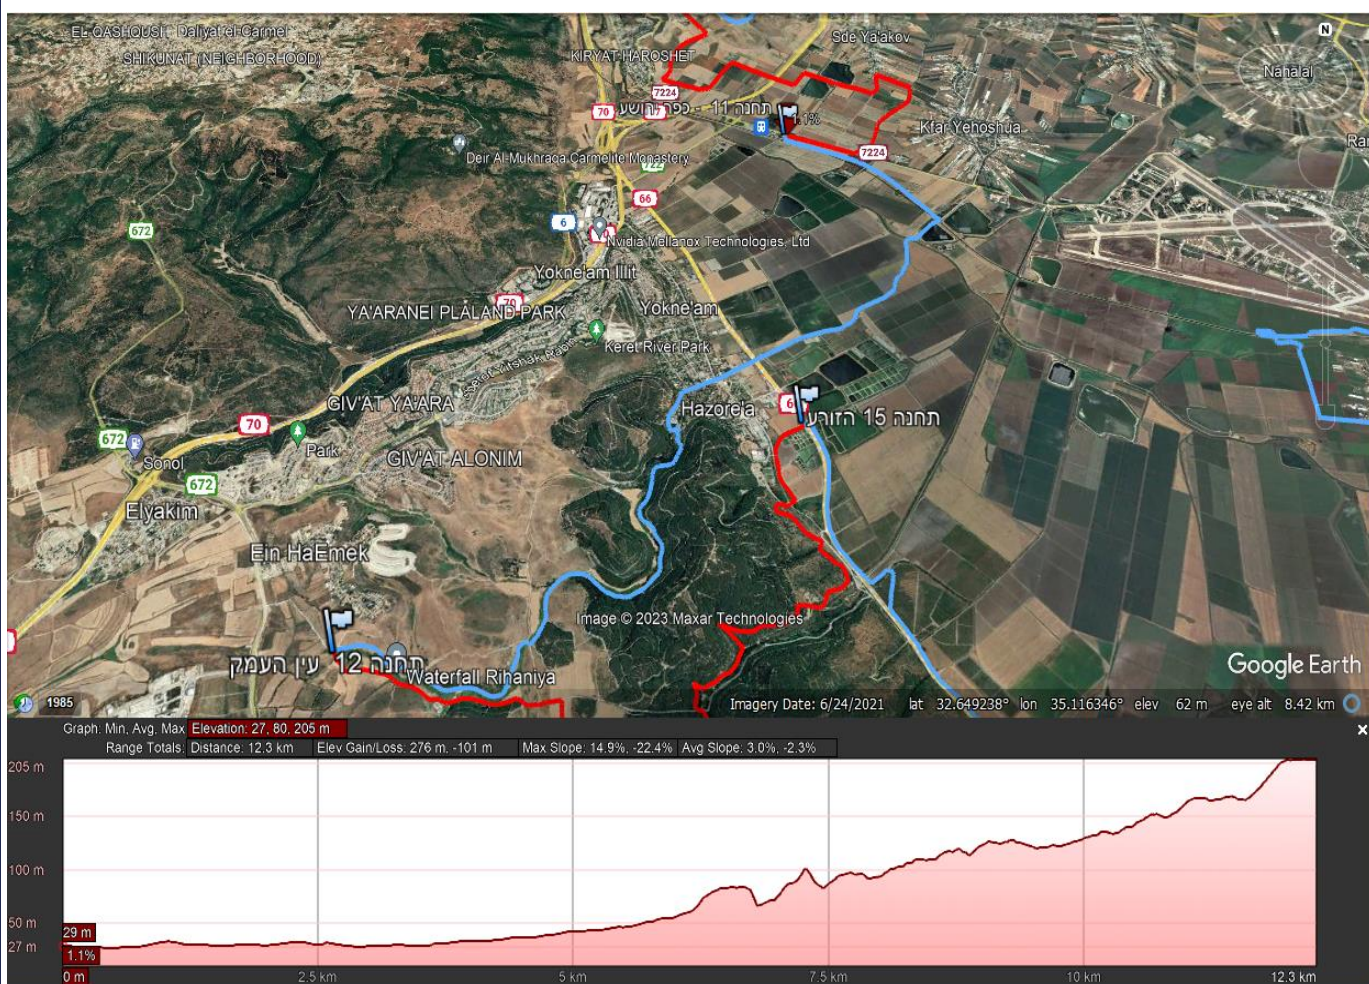 EL-QASHQUSH Daliyat el-Carmel
SHIKUNAT (NEIGHBORHOOD)
KIRYAT HAROSHET
Sde Ya'akov
N
Nahalal
7224
70
תחנה 11 - כפר יהושע
1.1%
Kfar Yehoshua
7224
Deir Al-Mukhraqa Carmelite Monastery
66
672
6
Nvidia Mellanox Technologies, Ltd
Yokne'am Illit
70
YA'ARANEI PLALAND PARK
Yokne'am
Keret River Park
GIV'AT YA'ARA
Hazore'a
תחנה 15 הזורע
70
672
Park
Sonol
GIV'AT ALONIM
672
Elyakim
Ein HaEmek
Image © 2023 Maxar Technologies
תחנה 12 עין העמק
Waterfall Rihaniya
Google Earth
1985
Imagery Date: 6/24/2021 lat 32.649238° lon 35.116346° elev 62 m eye alt 8.42 km
Graph: Min, Avg, Max Elevation: 27, 80, 205 m
Range Totals: Distance: 12.3 km Elev Gain/Loss: 276 m, -101 m Max Slope: 14.9%, -22.4% Avg Slope: 3.0%, -2.3%
205 m
150 m
100 m
50 m
29 m
27 m
1.1%
0 m 2.5 km 5 km 7.5 km 10 km 12.3 km